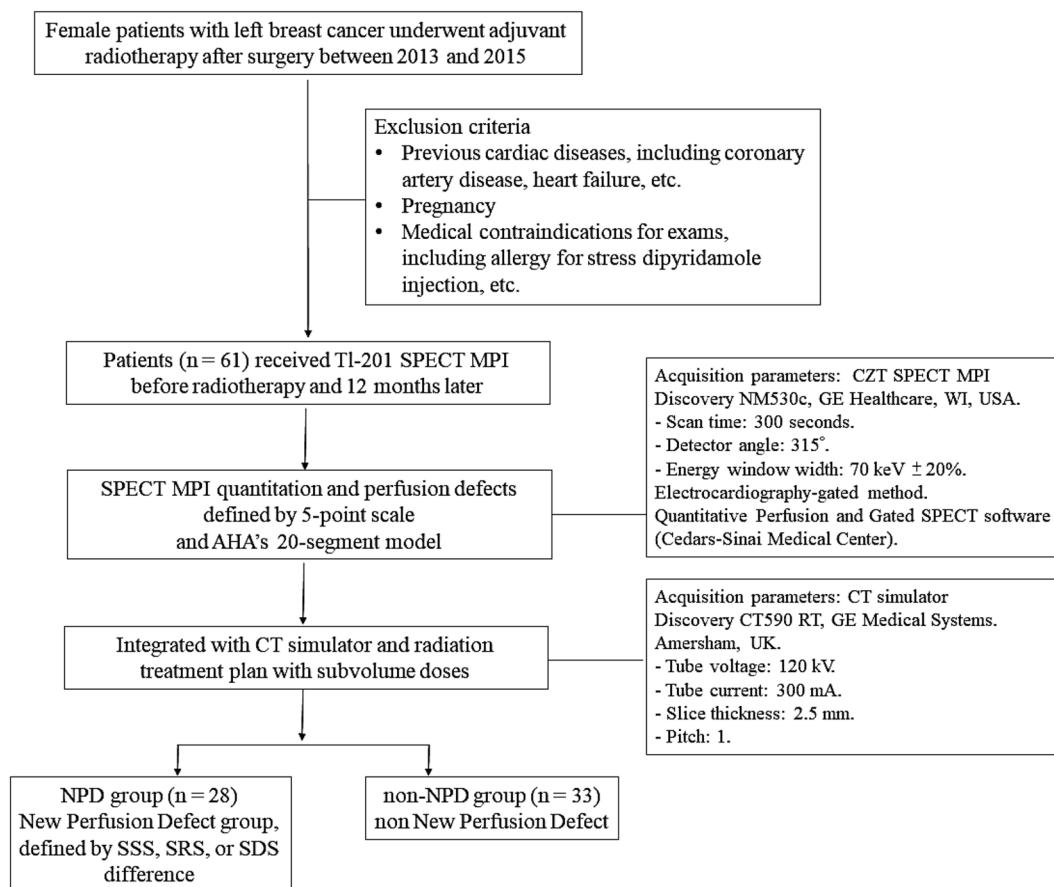 Female patients with left breast cancer underwent adjuvant
radiotherapy after surgery between 2013 and 2015
Exclusion criteria
• Previous cardiac diseases, including coronary
artery disease, heart failure, etc.
• Pregnancy
• Medical contraindications for exams,
including allergy for stress dipyridamole
injection, etc.
Patients (n = 61) received Tl-201 SPECT MPI
before radiotherapy and 12 months later
Acquisition parameters: CZT SPECT MPI
Discovery NM530c, GE Healthcare, WI, USA.
- Scan time: 300 seconds.
- Detector angle: 315°.
- Energy window width: 70 keV ±20%.
Electrocardiography-gated method.
Quantitative Perfusion and Gated SPECT software
(Cedars-Sinai Medical Center).
SPECT MPI quantitation and perfusion defects
defined by 5-point scale
and AHA's 20-segment model
Acquisition parameters: CT simulator
Discovery CT590 RT, GE Medical Systems.
Amersham, UK.
- Tube voltage: 120 kV.
- Tube current: 300 mA.
- Slice thickness: 2.5 mm.
- Pitch: 1.
Integrated with CT simulator and radiation
treatment plan with subvolume doses
NPD group (n = 28)
New Perfusion Defect group,
defined by SSS, SRS, or SDS
difference
non-NPD group (n = 33)
non New Perfusion Defect